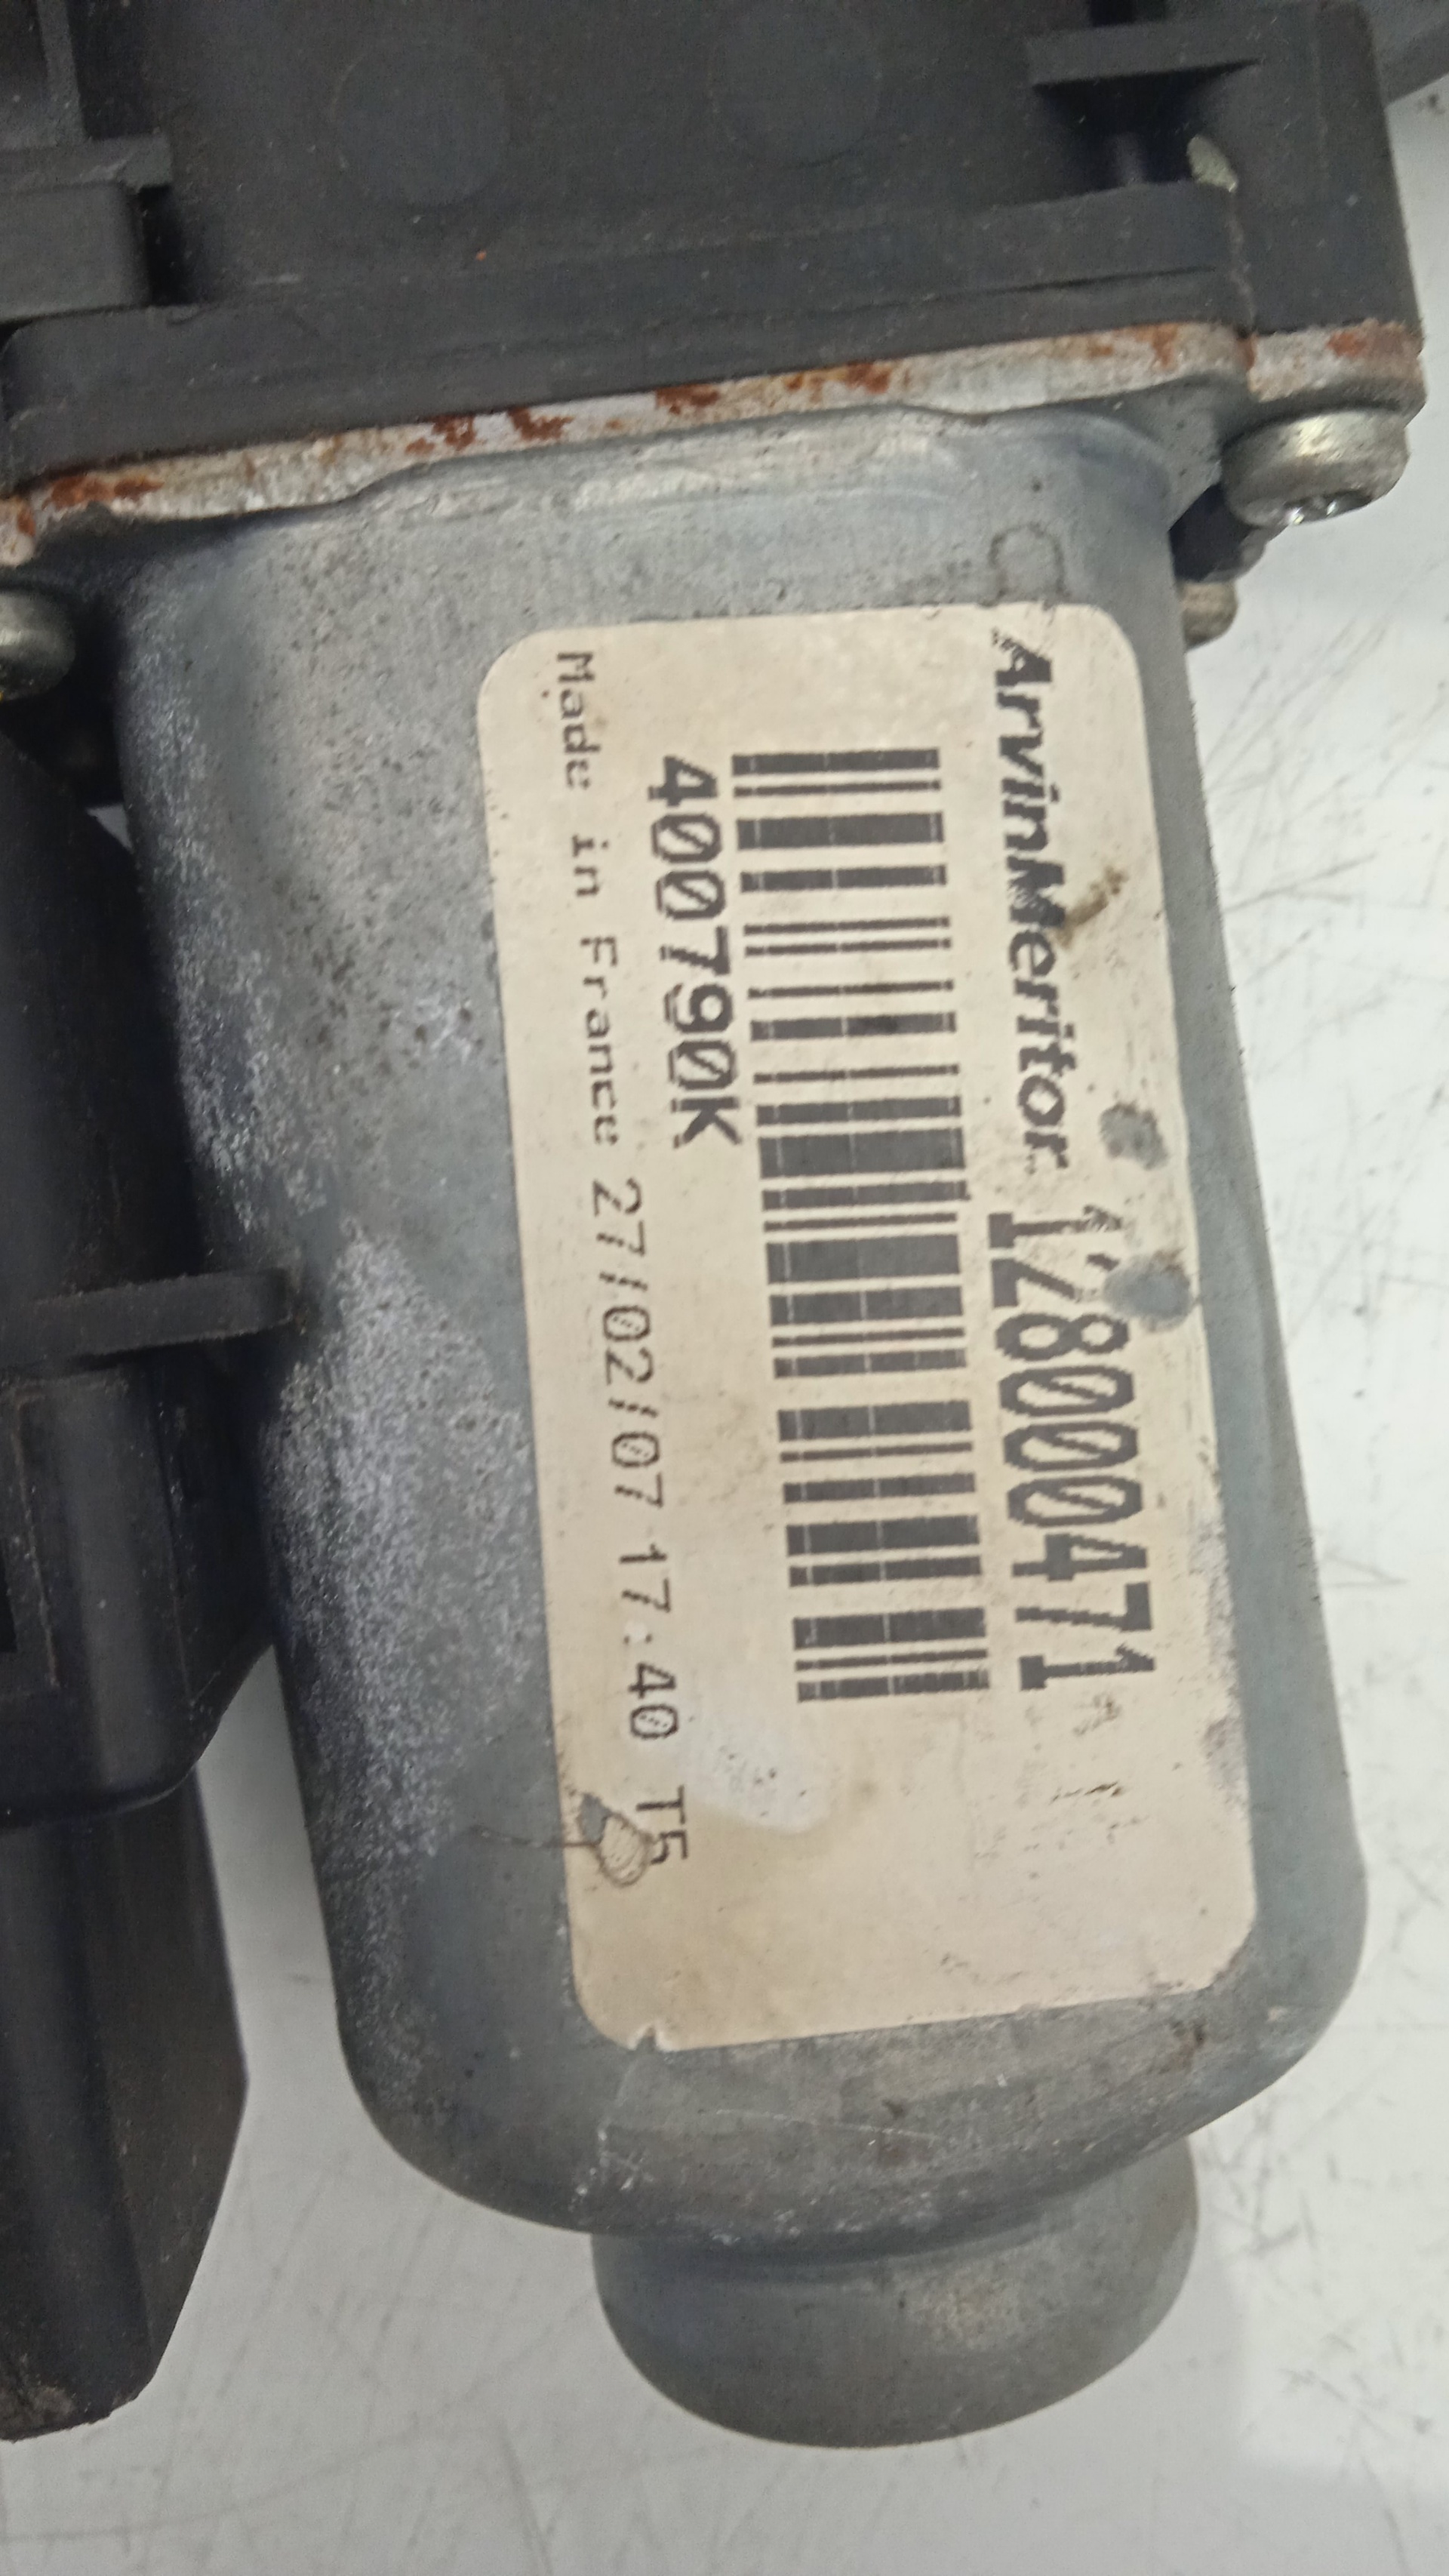 ArvinMeritor 128000471
400790K
Made in France 27/02/07 17:40 T5